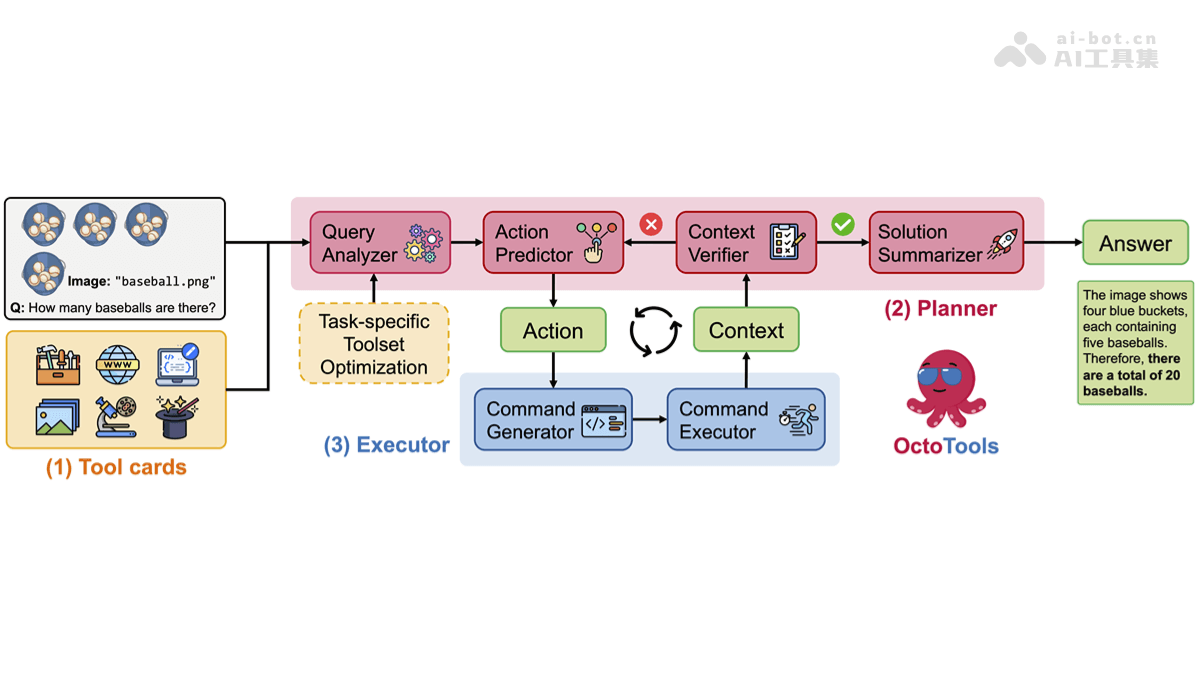 ai-bot.cn
AI工具集
Image: "baseball.png"
Q: How many baseballs are there?
WWW
(1) Tool cards
Query
Analyzer
Task-specific
Toolset
Optimization
Action
Predictor
Context
Verifier
Solution
Summarizer
(2) Planner
Action
Context
Command
Generator
Command
Executor
(3) Executor
OctoTools
Answer
The image shows
four blue buckets,
each containing
five baseballs.
Therefore, there
are a total of 20
baseballs.